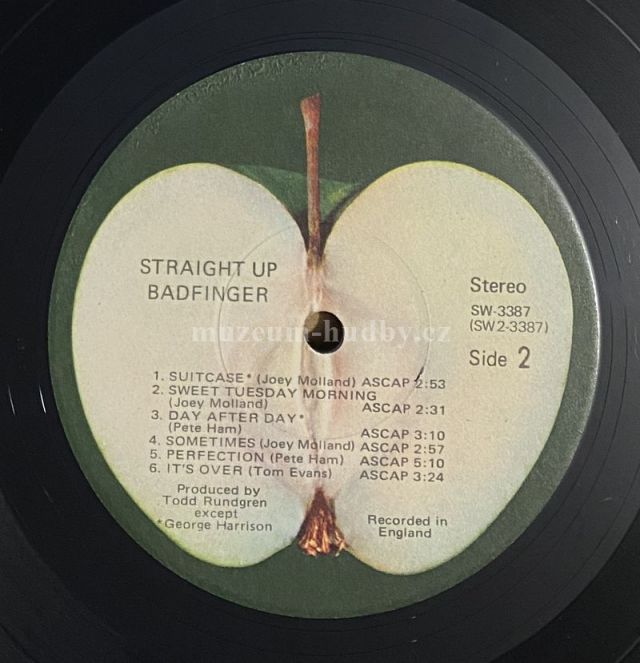 STRAIGHT UP
BADFINGER
Stereo
SW-3387
(SW2-3387)
Side 2
muzeum-hudby.cz
1. SUITCASE* (Joey Molland) ASCAP 2:53
2. SWEET TUESDAY MORNING
(Joey Molland) ASCAP 2:31
3. DAY AFTER DAY*
(Pete Ham) ASCAP 3:10
4. SOMETIMES (Joey Molland) ASCAP 2:57
5. PERFECTION (Pete Ham) ASCAP 5:10
6. IT'S OVER (Tom Evans) ASCAP 3:24
Produced by
Todd Rundgren
except
*George Harrison
Recorded in
England